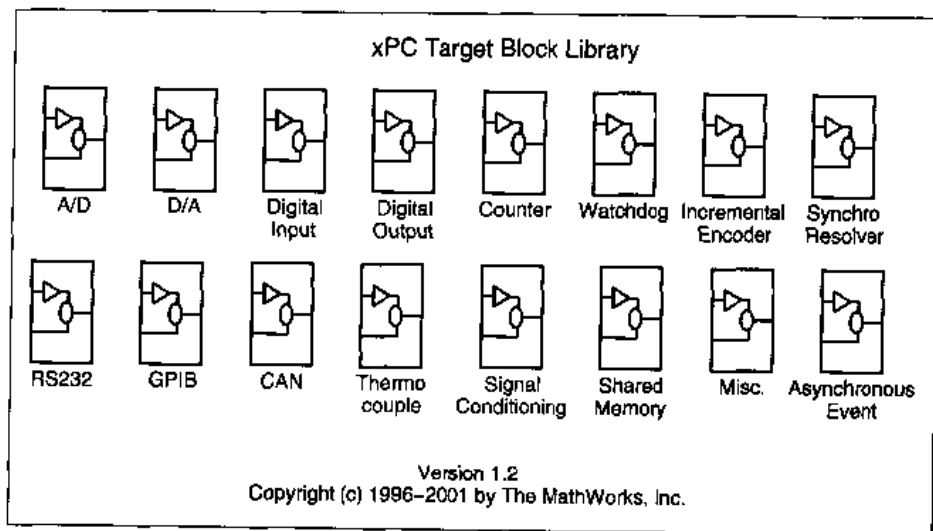 xPC Target Block Library
A/D
D/A
Digital
Input
Digital
Output
Counter
Watchdog
Incremental
Encoder
Synchro
Resolver
RS232
GPIB
CAN
Thermo
couple
Signal
Conditioning
Shared
Memory
Misc.
Asynchronous
Event
Version 1.2
Copyright (c) 1996–2001 by The MathWorks, Inc.